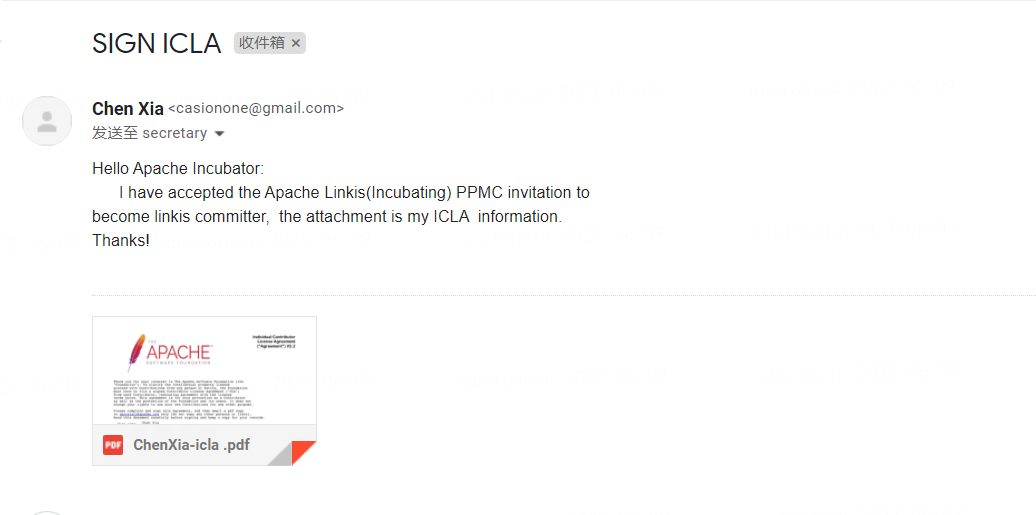 SIGN ICLA 收件箱 ×
Chen Xia <casionone@gmail.com>
发送至 secretary
Hello Apache Incubator:
I have accepted the Apache Linkis(Incubating) PPMC invitation to
become linkis committer,  the attachment is my ICLA  information.
Thanks!
Individual Contributor
License Agreement
("Agreement") V2.2
THE
APACHE
SOFTWARE FOUNDATION
PDF ChenXia-icla .pdf